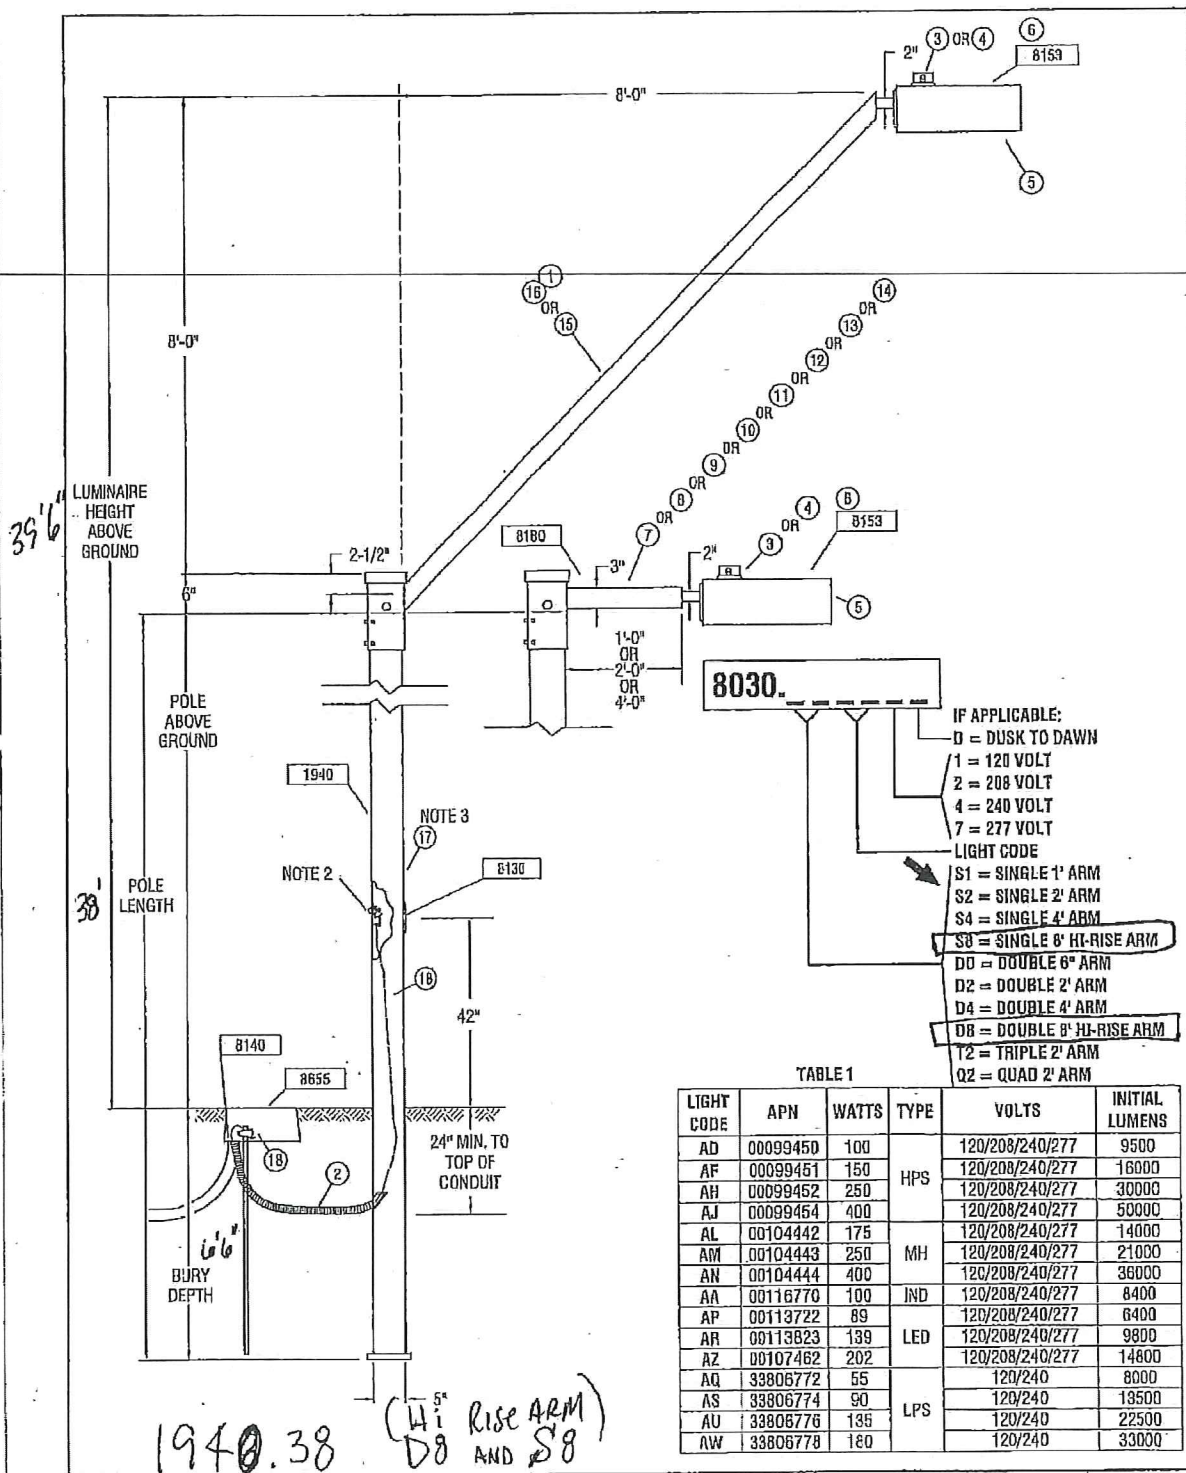 2"
3 OR 4
6
8153
8
8'-0"
5
1
16
OR
15
14
OR
13
OR
12
OR
11
OR
10
OR
9
OR
8
OR
7
8'-0"
LUMINAIRE
HEIGHT
ABOVE
GROUND
39'6"
2-1/2"
6"
8180
3"
3
OR
4
6
8153
2"
8
5
1'-0"
OR
2'-0"
OR
4'-0"
8030. _ _ _ _ _ _
IF APPLICABLE:
D = DUSK TO DAWN
1 = 120 VOLT
2 = 208 VOLT
4 = 240 VOLT
7 = 277 VOLT
LIGHT CODE
S1 = SINGLE 1' ARM
S2 = SINGLE 2' ARM
S4 = SINGLE 4' ARM
S8 = SINGLE 8' HI-RISE ARM
DD = DOUBLE 6" ARM
D2 = DOUBLE 2' ARM
D4 = DOUBLE 4' ARM
D8 = DOUBLE 8' HI-RISE ARM
T2 = TRIPLE 2' ARM
Q2 = QUAD 2' ARM
POLE
ABOVE
GROUND
1940
NOTE 3
17
NOTE 2
8130
38'
POLE
LENGTH
18
42"
8140
8655
18
24" MIN. TO
TOP OF
CONDUIT
2
6'6"
BURY
DEPTH
5"
1940.38
(Hi RISE ARM)
D8 AND S8
TABLE 1
LIGHT CODE APN WATTS TYPE VOLTS INITIAL LUMENS
AD 00099450 100 HPS 120/208/240/277 9500
AF 00099451 150 120/208/240/277 16000
AH 00099452 250 120/208/240/277 30000
AJ 00099454 400 120/208/240/277 50000
AL 00104442 175 MH 120/208/240/277 14000
AM 00104443 250 120/208/240/277 21000
AN 00104444 400 120/208/240/277 36000
AA 00116770 100 IND 120/208/240/277 8400
AP 00113722 89 LED 120/208/240/277 6400
AR 00113823 139 120/208/240/277 9800
AZ 00107462 202 120/208/240/277 14800
AQ 33806772 55 LPS 120/240 8000
AS 33806774 90 120/240 13500
AU 33806776 135 120/240 22500
AW 33806778 180 120/240 33000